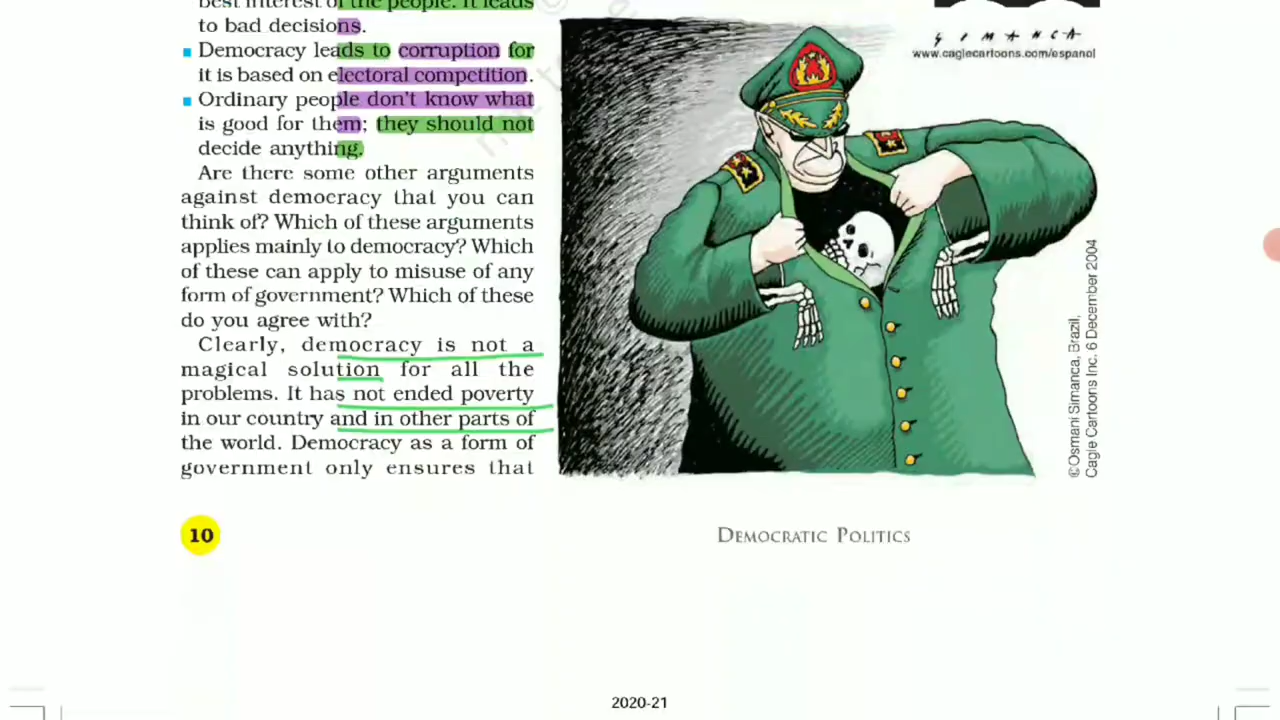 best interest of the people. It leads
to bad decisions.
Democracy leads to corruption for
it is based on electoral competition.
Ordinary people don't know what
is good for them; they should not
decide anything.
Are there some other arguments
against democracy that you can
think of? Which of these arguments
applies mainly to democracy? Which
of these can apply to misuse of any
form of government? Which of these
do you agree with?
Clearly, democracy is not a
magical solution for all the
problems. It has not ended poverty
in our country and in other parts of
the world. Democracy as a form of
government only ensures that
SIMANCA
www.caglecartoons.com/espanol
©Osmani Simanca, Brazil,
Cagle Cartoons Inc. 6 December 2004
10
DEMOCRATIC POLITICS
2020-21